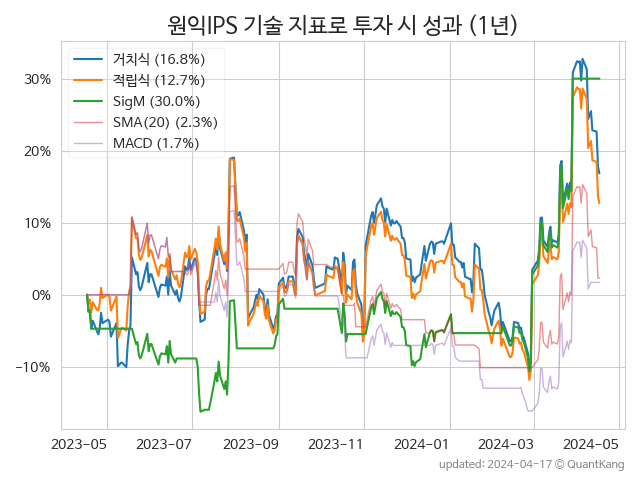 원익IPS 기술 지표로 투자 시 성과 (1년)
거치식 (16.8%)
적립식 (12.7%)
SigM (30.0%)
SMA(20) (2.3%)
MACD (1.7%)
30%
20%
10%
0%
−10%
2023-05 2023-07 2023-09 2023-11 2024-01 2024-03 2024-05
updated: 2024-04-17 © QuantKang